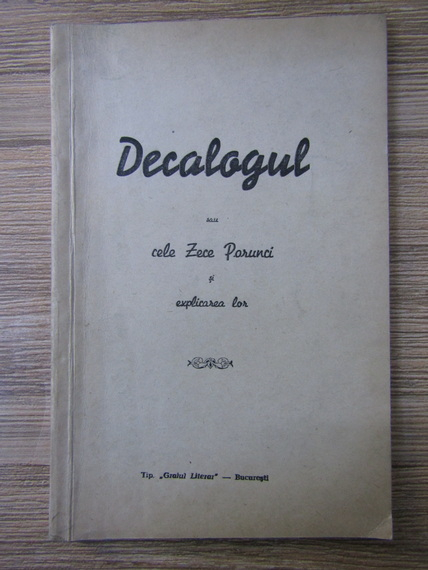 Decalogul
sau
cele Zece Porunci
și
explicarea lor
Tip. „Graiul Literar" — București